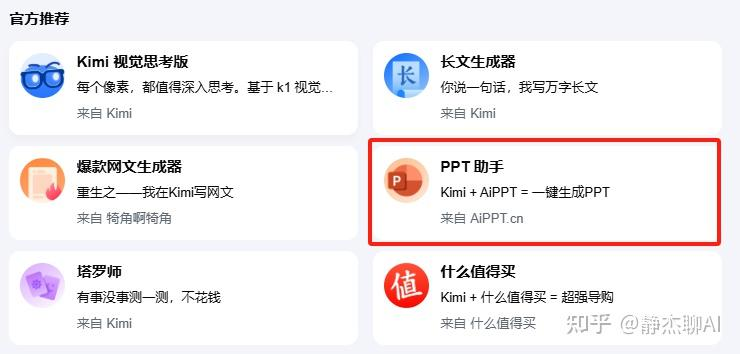 官方推荐
Kimi 视觉思考版
每个像素，都值得深入思考。基于 k1 视觉...
来自 Kimi
长
长文生成器
你说一句话，我写万字长文
来自 Kimi
爆款网文生成器
重生之——我在Kimi写网文
来自 犄角啊犄角
P
PPT 助手
Kimi + AiPPT = 一键生成PPT
来自 AiPPT.cn
塔罗师
有事没事测一测，不花钱
来自 Kimi
值
什么值得买
Kimi + 什么值得买 = 超强导购
来自 什么值得买
知乎 @静杰聊AI